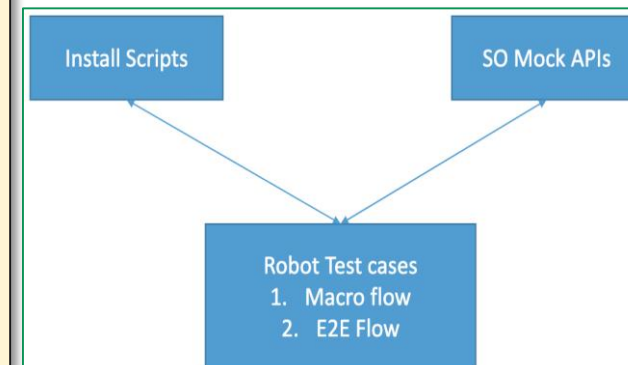 Install Scripts
SO Mock APIs
Robot Test cases
1. Macro flow
2. E2E Flow